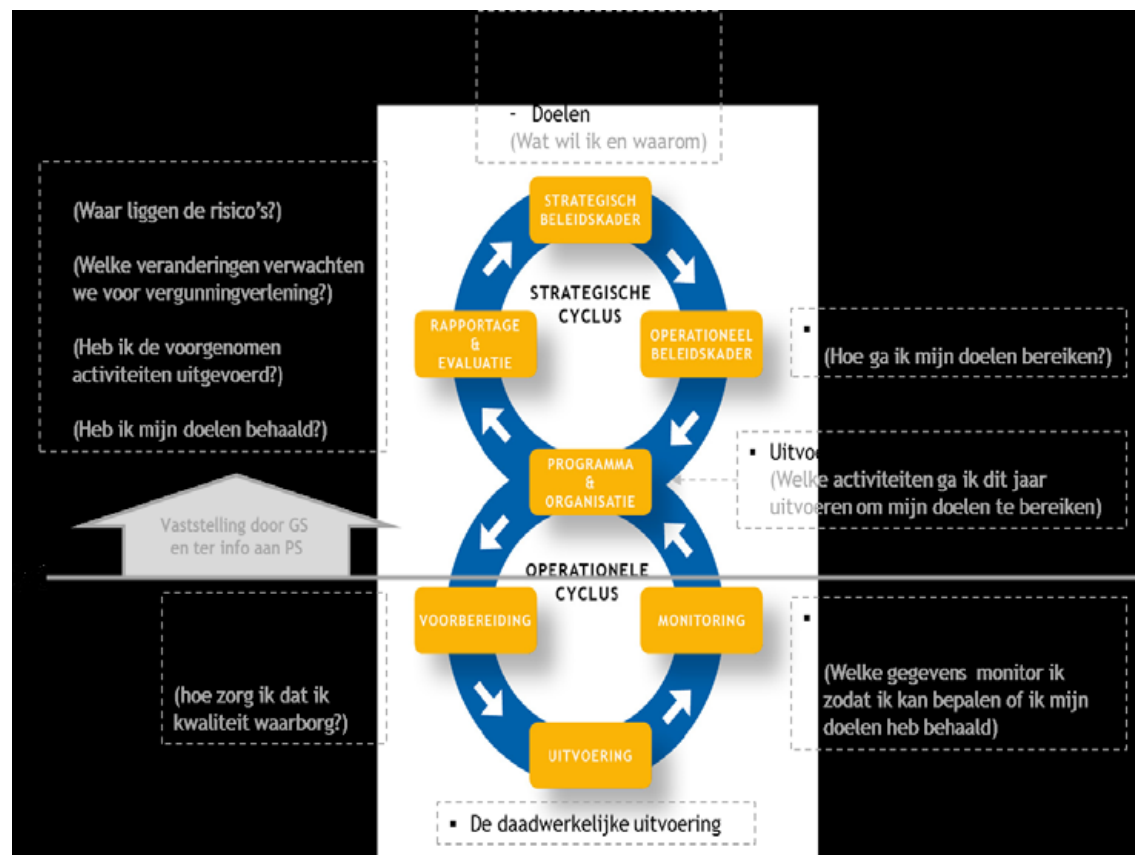 - Doelen
(Wat wil ik en waarom)
(Waar liggen de risico's?)
(Welke veranderingen verwachten
we voor vergunningverlening?)
(Heb ik de voorgenomen
activiteiten uitgevoerd?)
(Heb ik mijn doelen behaald?)
Vaststelling door GS
en ter info aan PS
STRATEGISCH
BELEIDSKADER
STRATEGISCHE
CYCLUS
RAPPORTAGE
&
EVALUATIE
OPERATIONEEL
BELEIDSKADER
▪
(Hoe ga ik mijn doelen bereiken?)
PROGRAMMA
&
ORGANISATIE
▪ Uitvoe
(Welke activiteiten ga ik dit jaar
uitvoeren om mijn doelen te bereiken)
OPERATIONELE
CYCLUS
VOORBEREIDING
MONITORING
(hoe zorg ik dat ik
kwaliteit waarborg?)
▪
(Welke gegevens monitor ik
zodat ik kan bepalen of ik mijn
doelen heb behaald)
UITVOERING
▪ De daadwerkelijke uitvoering